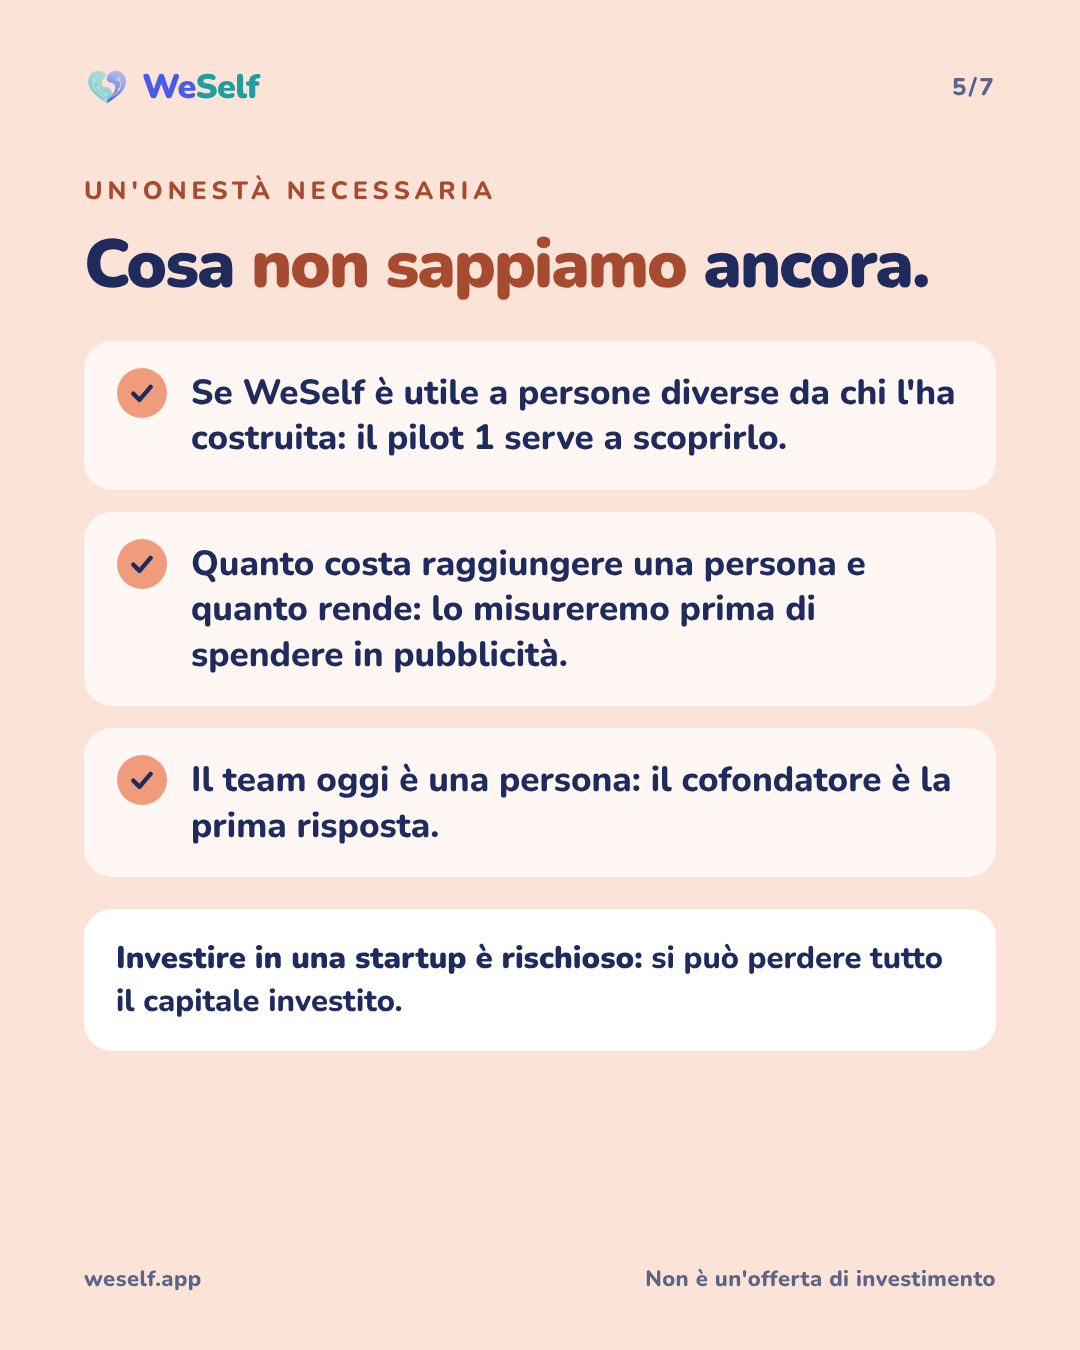 WeSelf
5/7
UN'ONESTÀ NECESSARIA
Cosa non sappiamo ancora.
Se WeSelf è utile a persone diverse da chi l'ha
costruita: il pilot 1 serve a scoprirlo.
Quanto costa raggiungere una persona e
quanto rende: lo misureremo prima di
spendere in pubblicità.
Il team oggi è una persona: il cofondatore è la
prima risposta.
Investire in una startup è rischioso: si può perdere tutto
il capitale investito.
weself.app
Non è un'offerta di investimento